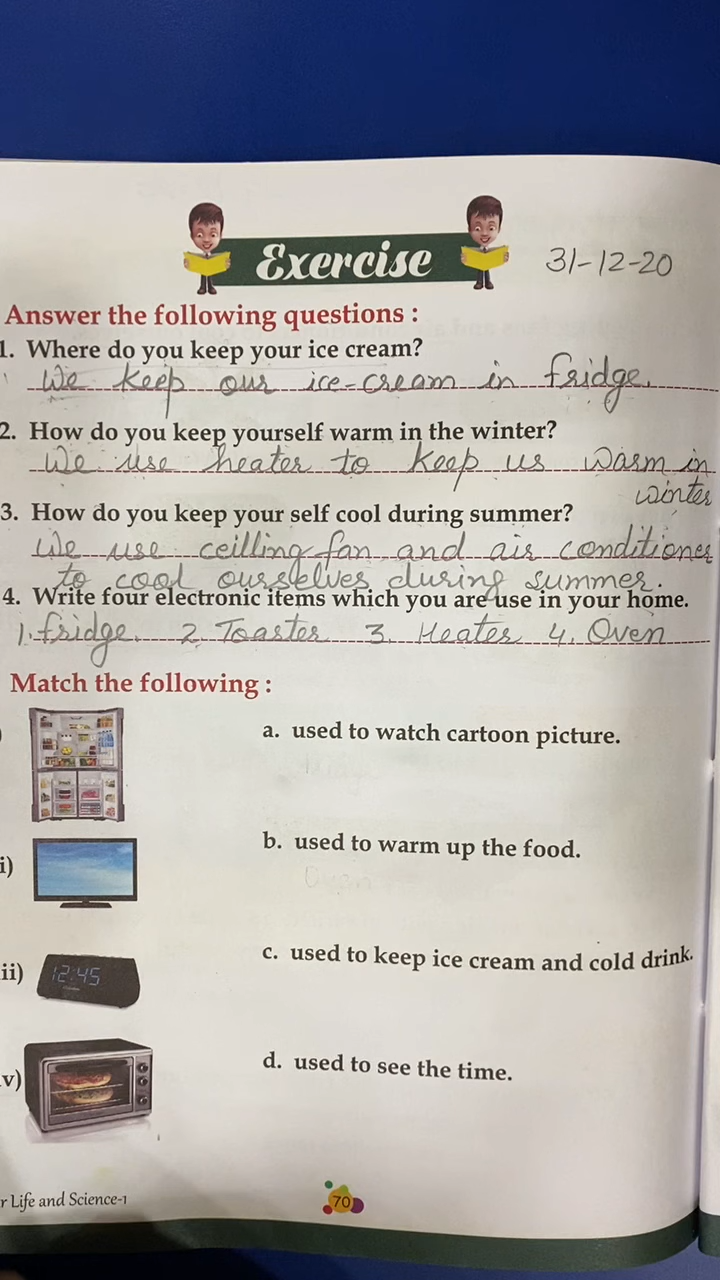 Exercise
31-12-20
Answer the following questions :
1. Where do you keep your ice cream?
We keep our ice-cream in fridge.
2. How do you keep yourself warm in the winter?
We use heater to keep us warm in
winter
3. How do you keep your self cool during summer?
We use ceilling fan and air conditioner
to cool ourselves during summer.
4. Write four electronic items which you are use in your home.
1. fridge. 2. Toaster 3. Heater 4. Oven
Match the following :
a. used to watch cartoon picture.
i)
b. used to warm up the food.
Oven
ii)
12:45
c. used to keep ice cream and cold drink.
v)
d. used to see the time.
r Life and Science-1
70